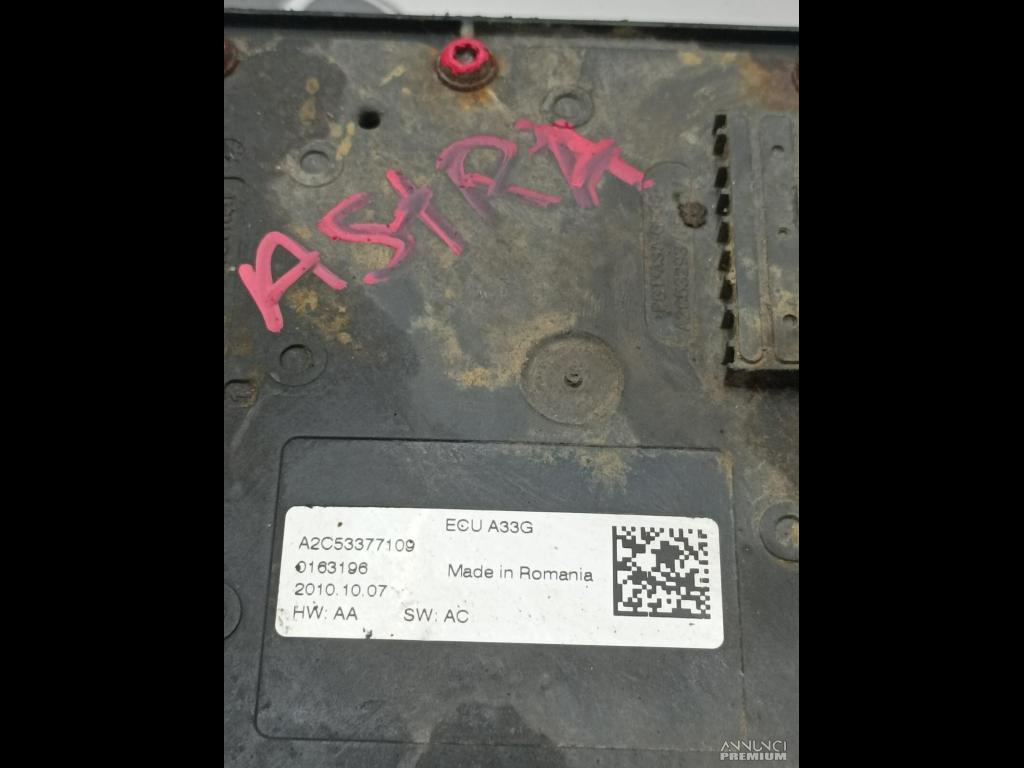 ASTRA
ECU A33G
A2C53377109
0163196
Made in Romania
2010.10.07
HW: AA SW: AC
ANNUNCI
PREMIUM